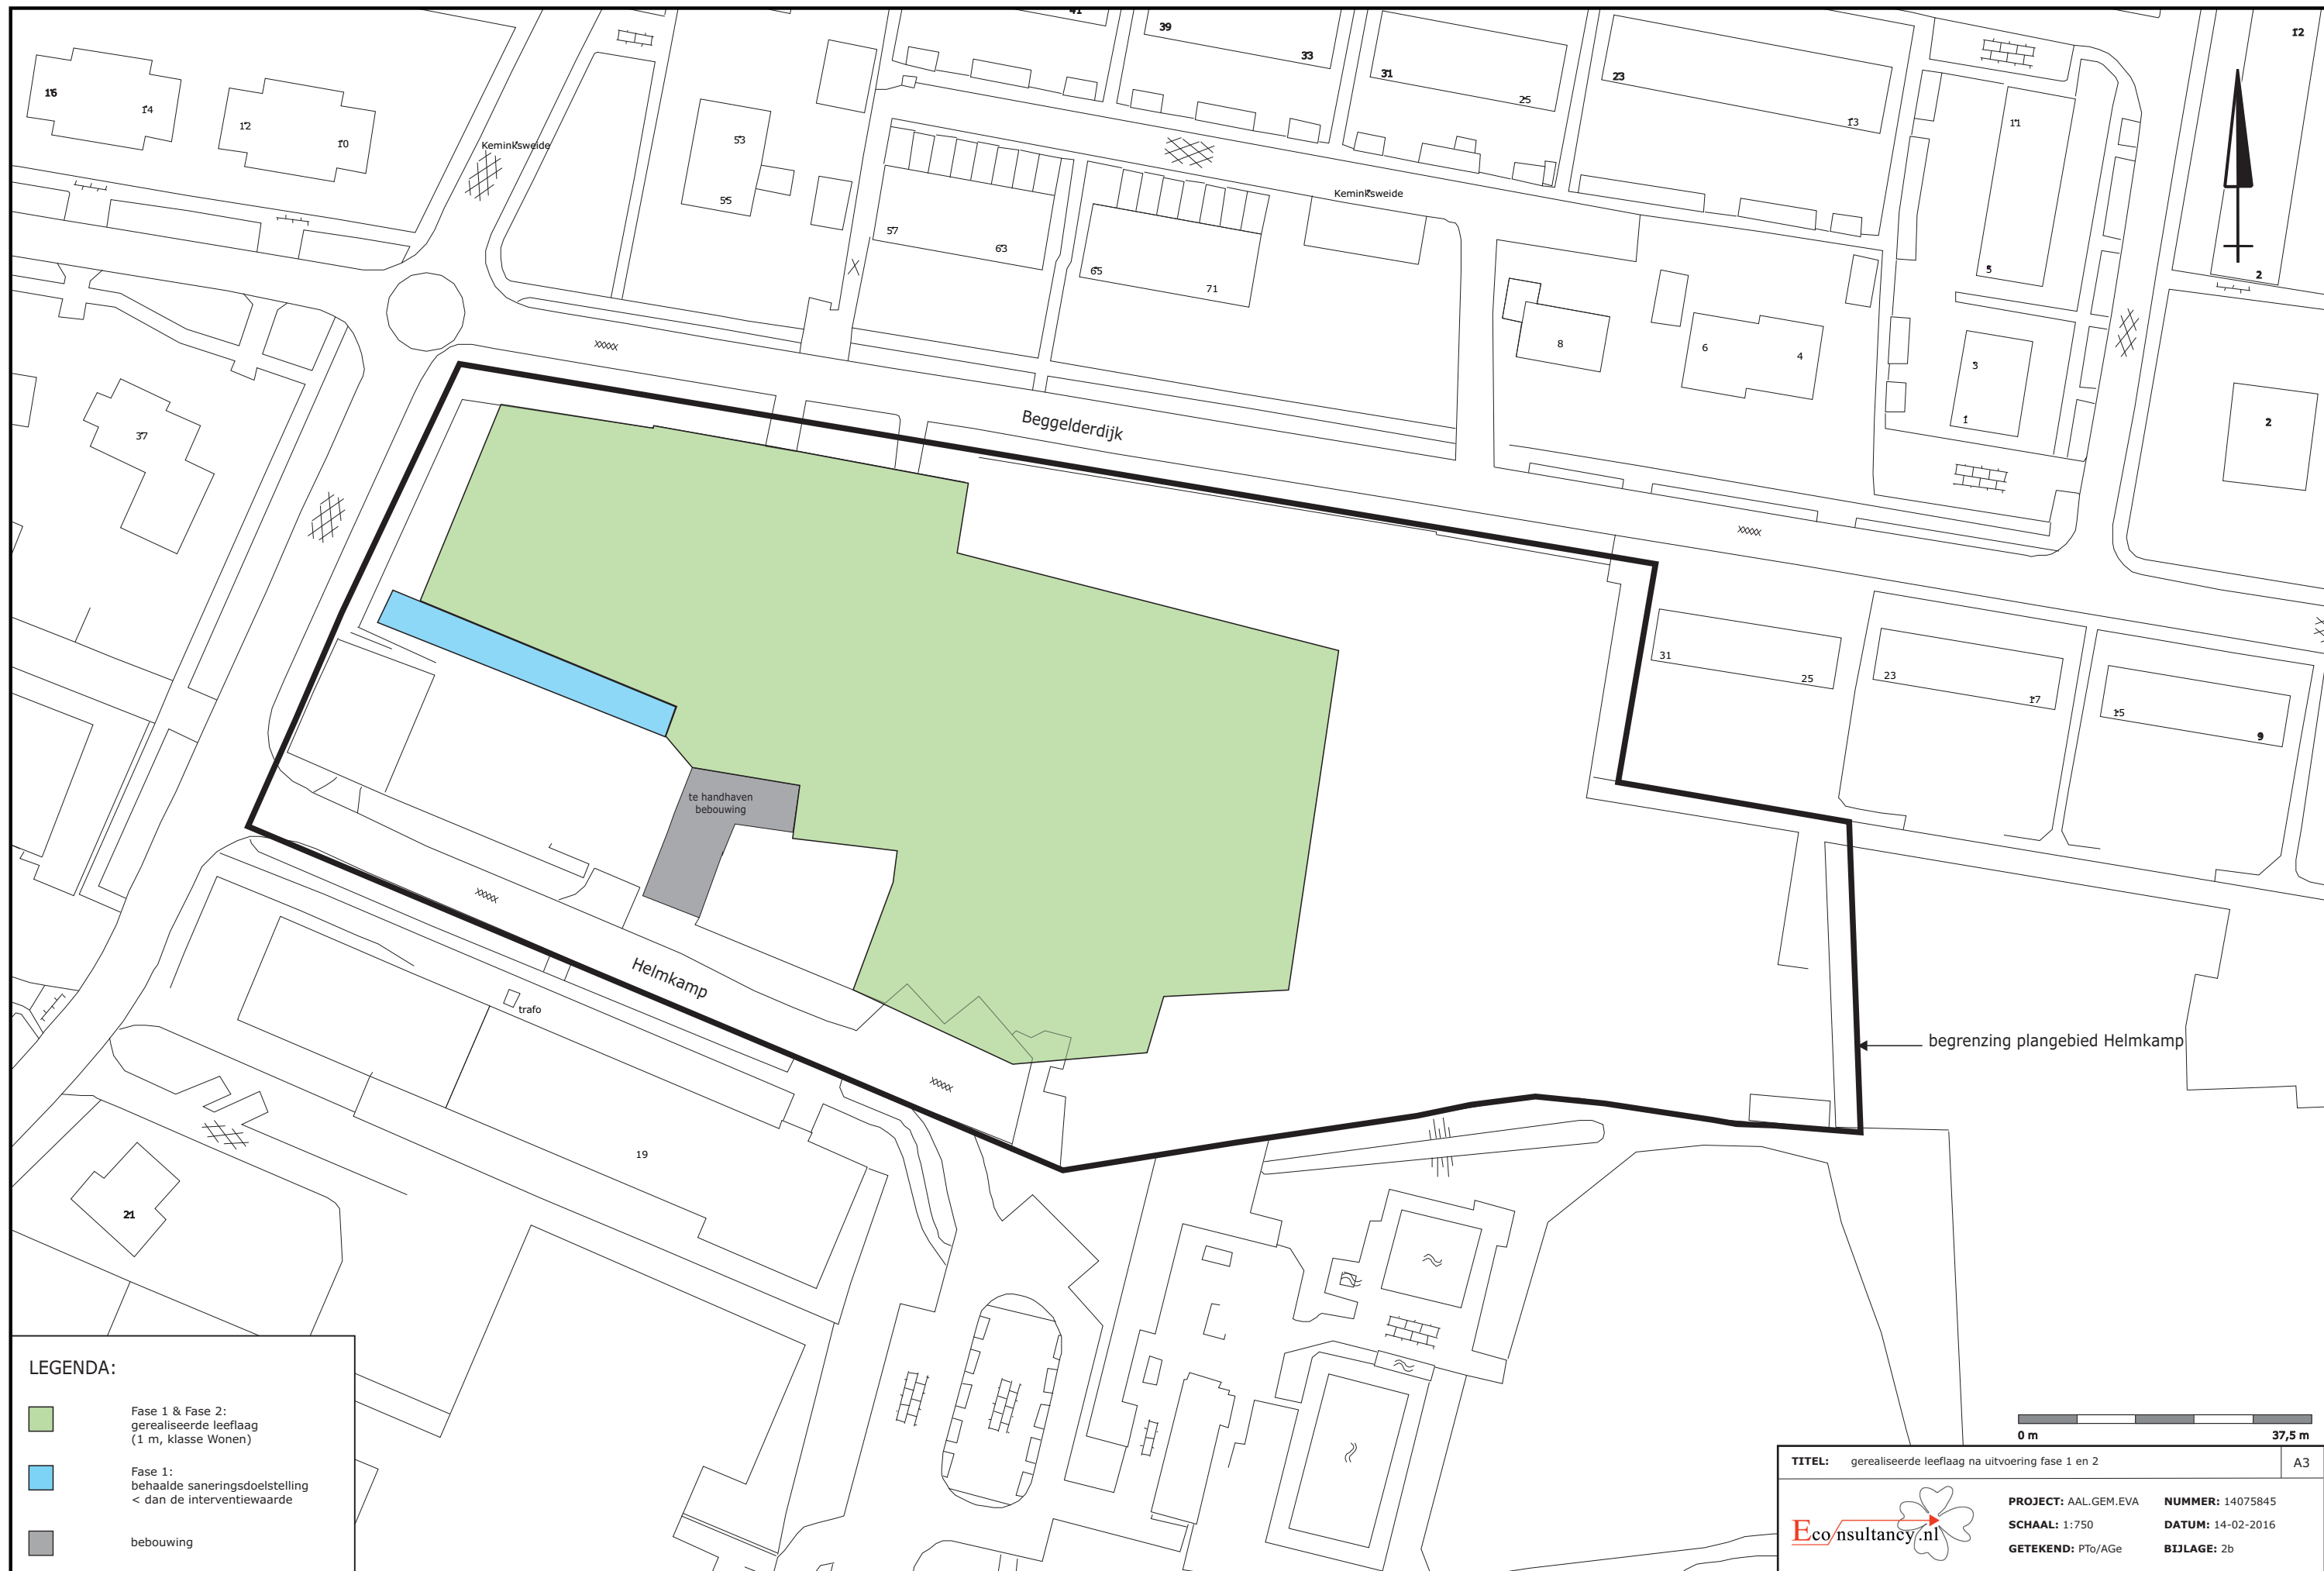 41
39
33
31
25
23
13
12
16
14
12
10
Keminksweide
53
55
57
63
65
71
Keminksweide
11
5
2
8
6
4
3
1
2
37
Beggelderdijk
31
25
23
17
15
9
te handhaven
bebouwing
Helmkamp
trafo
begrenzing plangebied Helmkamp
19
21
LEGENDA:
Fase 1 & Fase 2:
gerealiseerde leeflaag
(1 m, klasse Wonen)
Fase 1:
behaalde saneringsdoelstelling
< dan de interventiewaarde
bebouwing
0 m 37,5 m
TITEL: gerealiseerde leeflaag na uitvoering fase 1 en 2 A3
Econsultancy.nl
PROJECT: AAL.GEM.EVA NUMMER: 14075845
SCHAAL: 1:750 DATUM: 14-02-2016
GETEKEND: PTo/AGe BIJLAGE: 2b